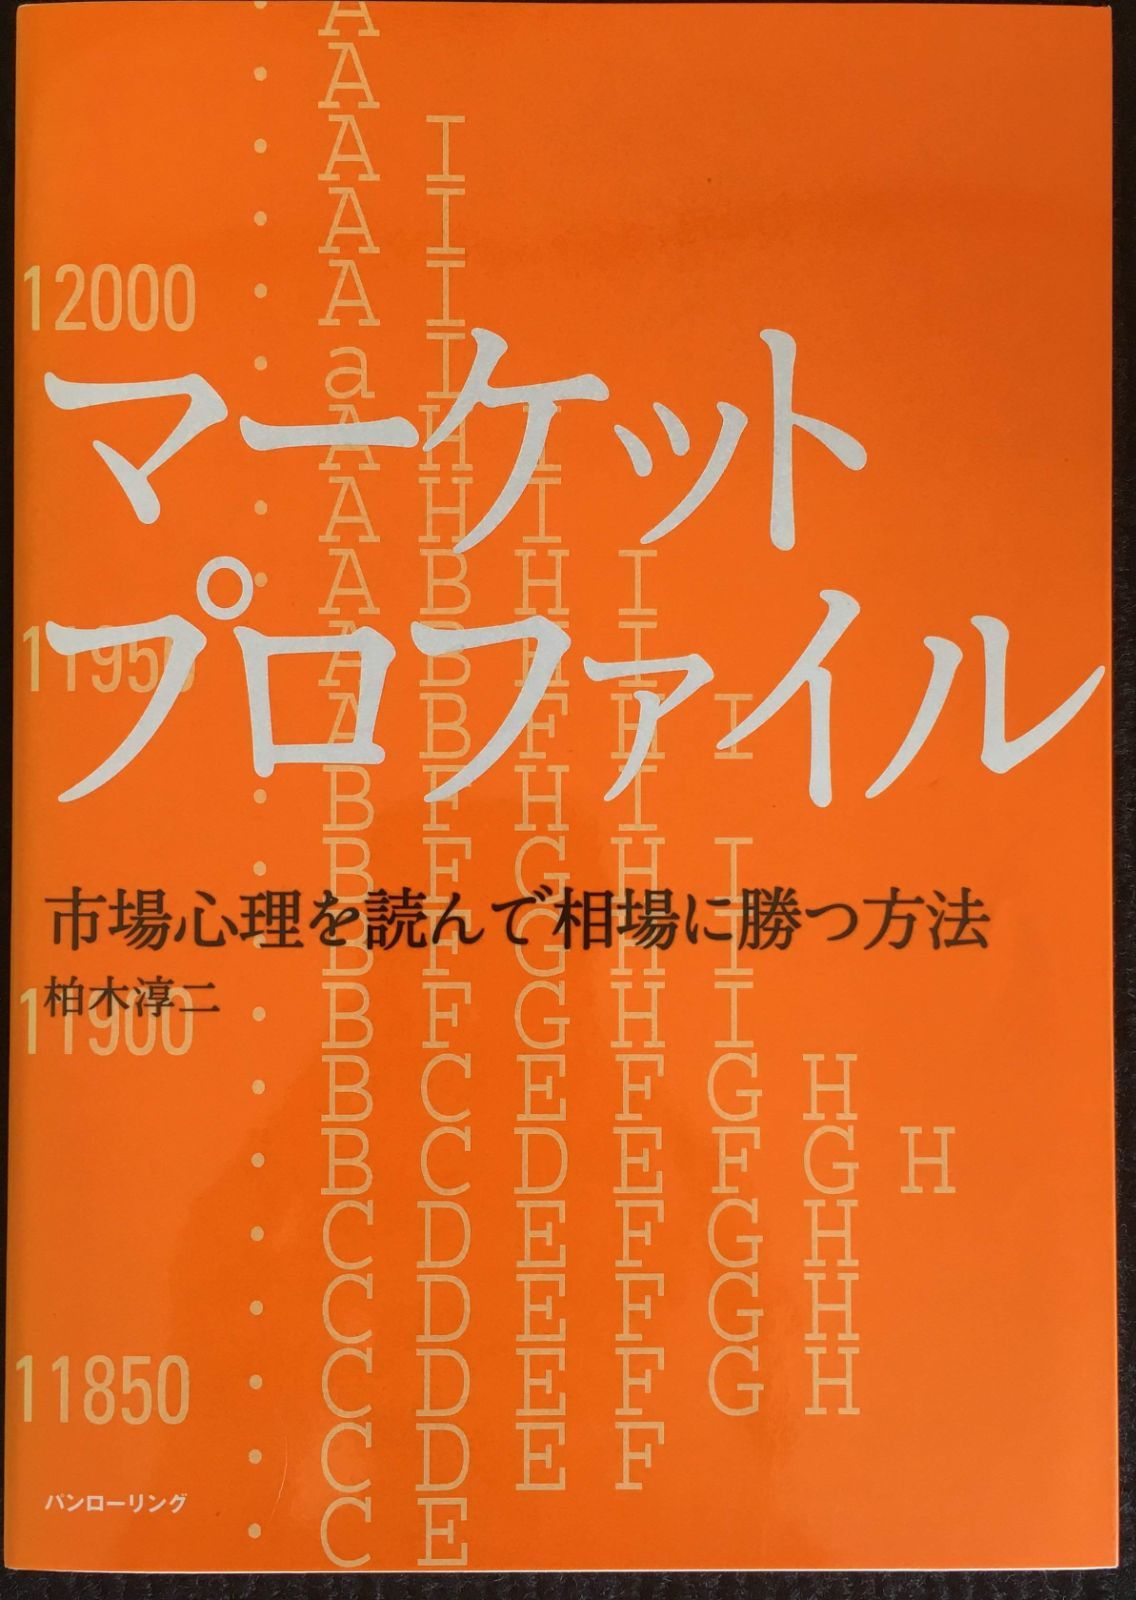 マーケット
プロファイル
市場心理を読んで相場に勝つ方法
柏木淳二
A
A
A I
A I
12000 A I
a I
A H I
A H I
A B H I
11950 A B H I
A B F H I
B F H I
B F G H I
B F G H I
11900 B F G H I
B C E F G H
B C D E F G H
C D E F G H
C D E F G H
11850 C D E F G H
C D E F
C E
パンローリング